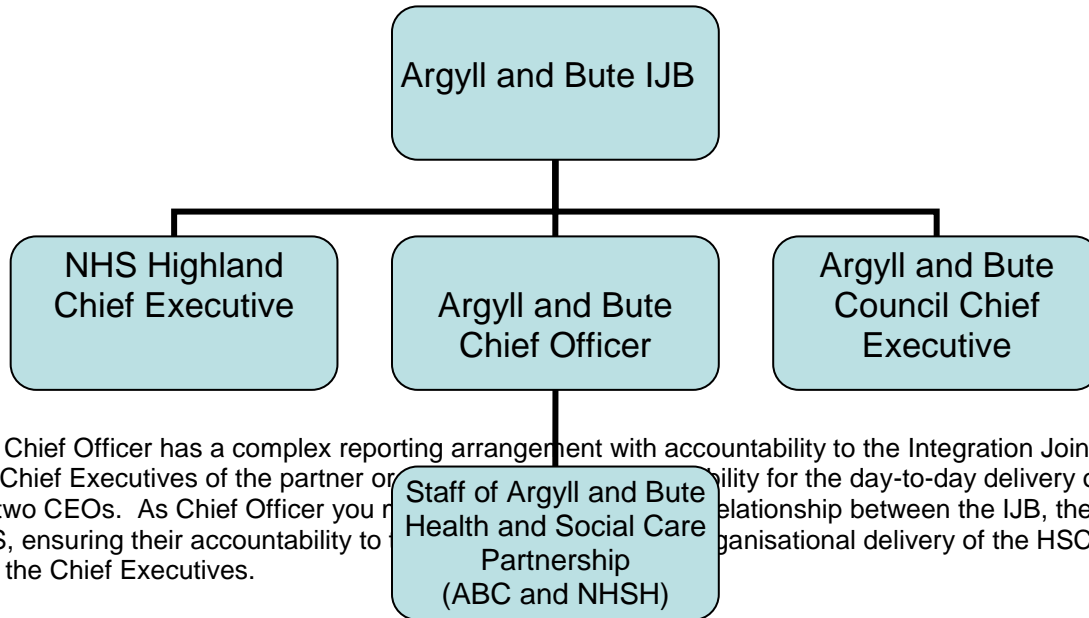 Argyll and Bute IJB
NHS Highland
Chief Executive
Argyll and Bute
Chief Officer
Argyll and Bute
Council Chief
Executive
Chief Officer has a complex reporting arrangement with accountability to the Integration Join
Chief Executives of the partner or bility for the day-to-day delivery
two CEOs. As Chief Officer you elationship between the IJB, the
S, ensuring their accountability to ganisational delivery of the HSC
the Chief Executives.
Staff of Argyll and Bute
Health and Social Care
Partnership
(ABC and NHSH)